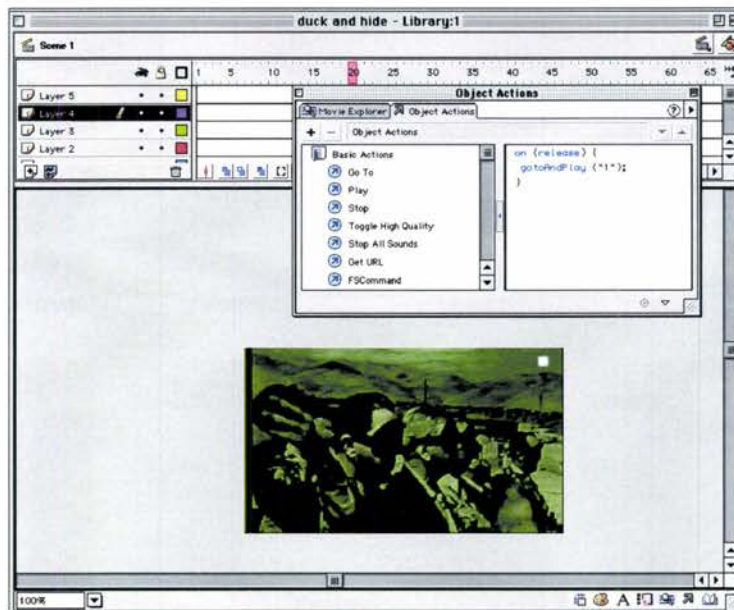 duck and hide - Library:1
Scene 1
1 5 10 15 20 25 30 35 40 45 50 55 60 65
Layer 5
Layer 4
Layer 3
Layer 2
Object Actions
Movie Explorer Object Actions ?
+ - Object Actions
Basic Actions
Go To
Play
Stop
Toggle High Quality
Stop All Sounds
Get URL
FSCommand
on (release) {
gotoAndPlay ("1");
}
100%
A